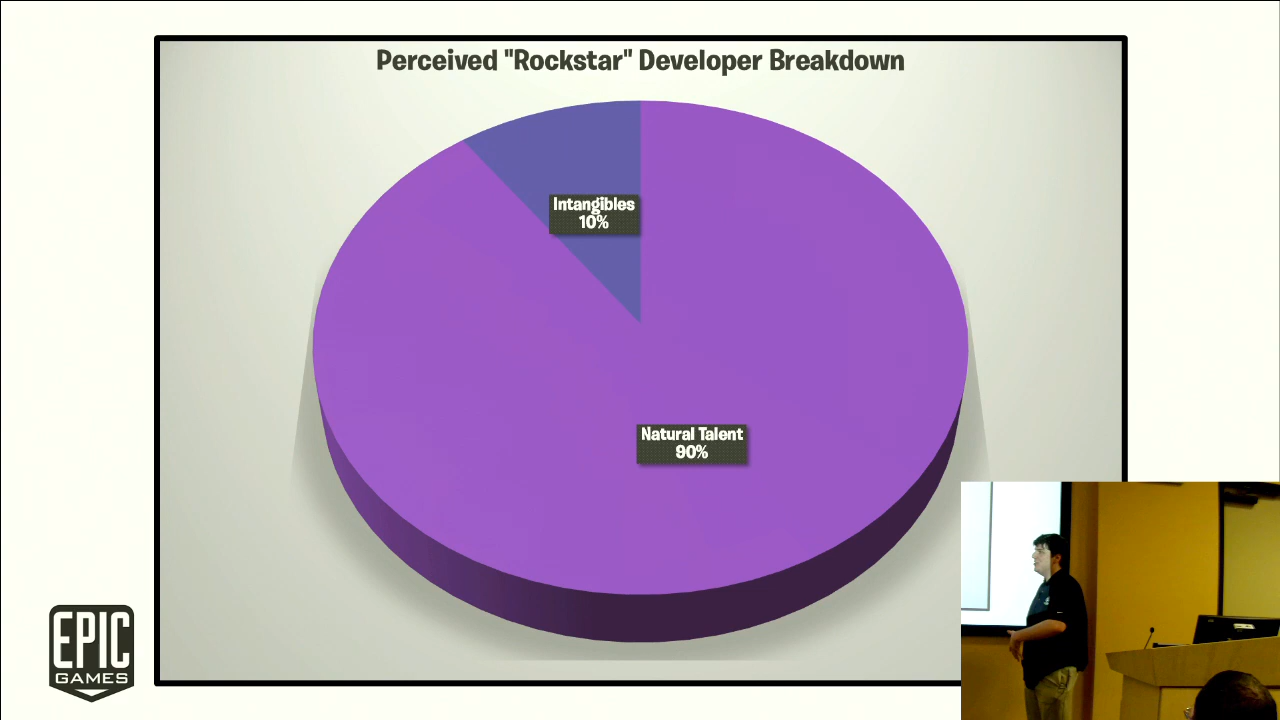 Perceived "Rockstar" Developer Breakdown
Intangibles
10%
Natural Talent
90%
EPIC
GAMES